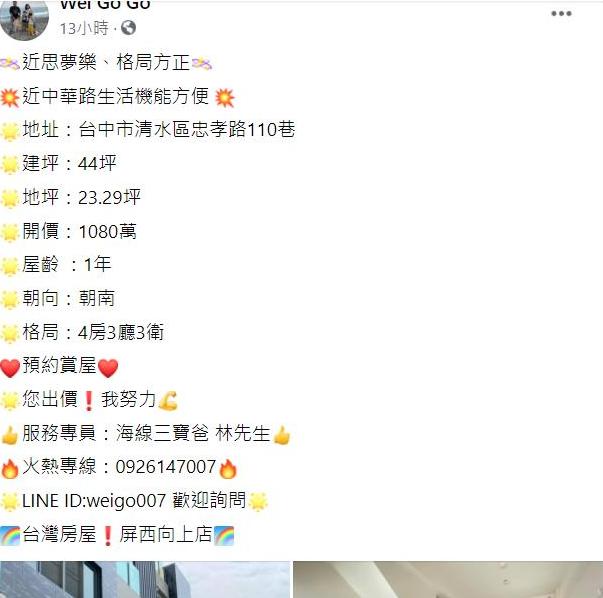 Wei Go Go
13小時 ·
💫近思夢樂、格局方正💫
💥近中華路生活機能方便 💥
🌟地址：台中市清水區忠孝路110巷
🌟建坪：44坪
🌟地坪：23.29坪
🌟開價：1080萬
🌟屋齡 ：1年
🌟朝向：朝南
🌟格局：4房3廳3衛
♥️預約賞屋♥️
🌟您出價❗我努力💪
👍服務專員：海線三寶爸 林先生👍
🔥火熱專線：0926147007🔥
🌟LINE ID:weigo007 歡迎詢問🌟
🌈台灣房屋❗屏西向上店🌈